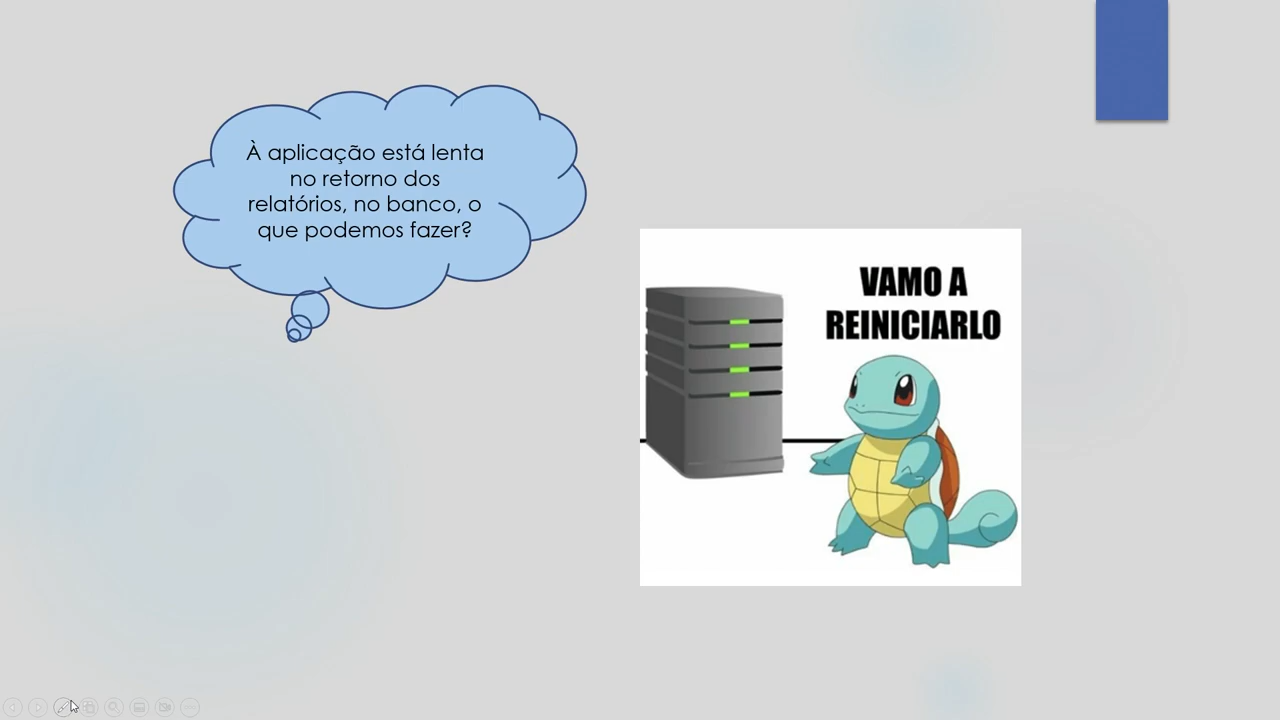 À aplicação está lenta
no retorno dos
relatórios, no banco, o
que podemos fazer?
VAMO A
REINICIARLO